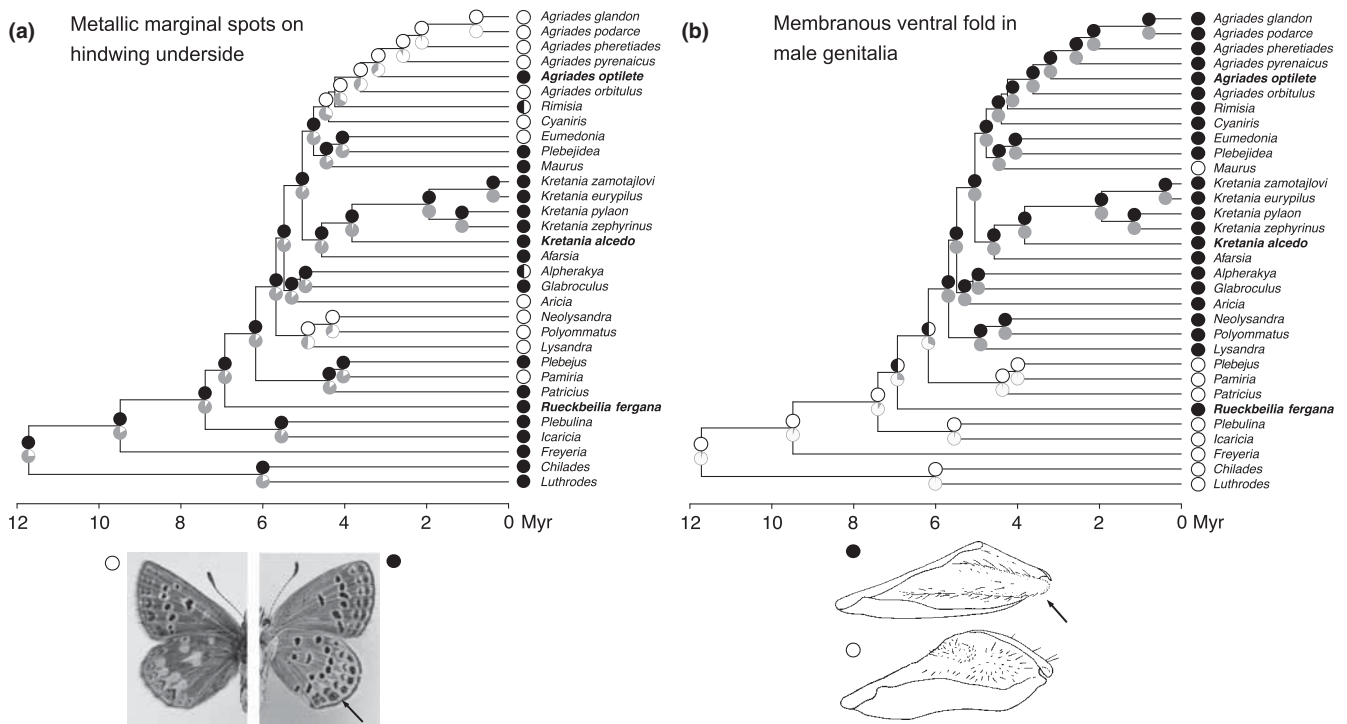 (a)
Metallic marginal spots on
hindwing underside
Agriades glandon
Agriades podarce
Agriades pheretiades
Agriades pyrenaicus
Agriades optilete
Agriades orbitulus
Rimisia
Cyaniris
Eumedonia
Plebejidea
Maurus
Kretania zamotajlovi
Kretania eurypilus
Kretania pylaon
Kretania zephyrinus
Kretania alcedo
Afarsia
Alpherakya
Glabroculus
Aricia
Neolysandra
Polyommatus
Lysandra
Plebejus
Pamiria
Patricius
Rueckbeilia fergana
Plebulina
Icaricia
Freyeria
Chilades
Luthrodes
12 10 8 6 4 2 0 Myr
(b)
Membranous ventral fold in
male genitalia
Agriades glandon
Agriades podarce
Agriades pheretiades
Agriades pyrenaicus
Agriades optilete
Agriades orbitulus
Rimisia
Cyaniris
Eumedonia
Plebejidea
Maurus
Kretania zamotajlovi
Kretania eurypilus
Kretania pylaon
Kretania zephyrinus
Kretania alcedo
Afarsia
Alpherakya
Glabroculus
Aricia
Neolysandra
Polyommatus
Lysandra
Plebejus
Pamiria
Patricius
Rueckbeilia fergana
Plebulina
Icaricia
Freyeria
Chilades
Luthrodes
12 10 8 6 4 2 0 Myr